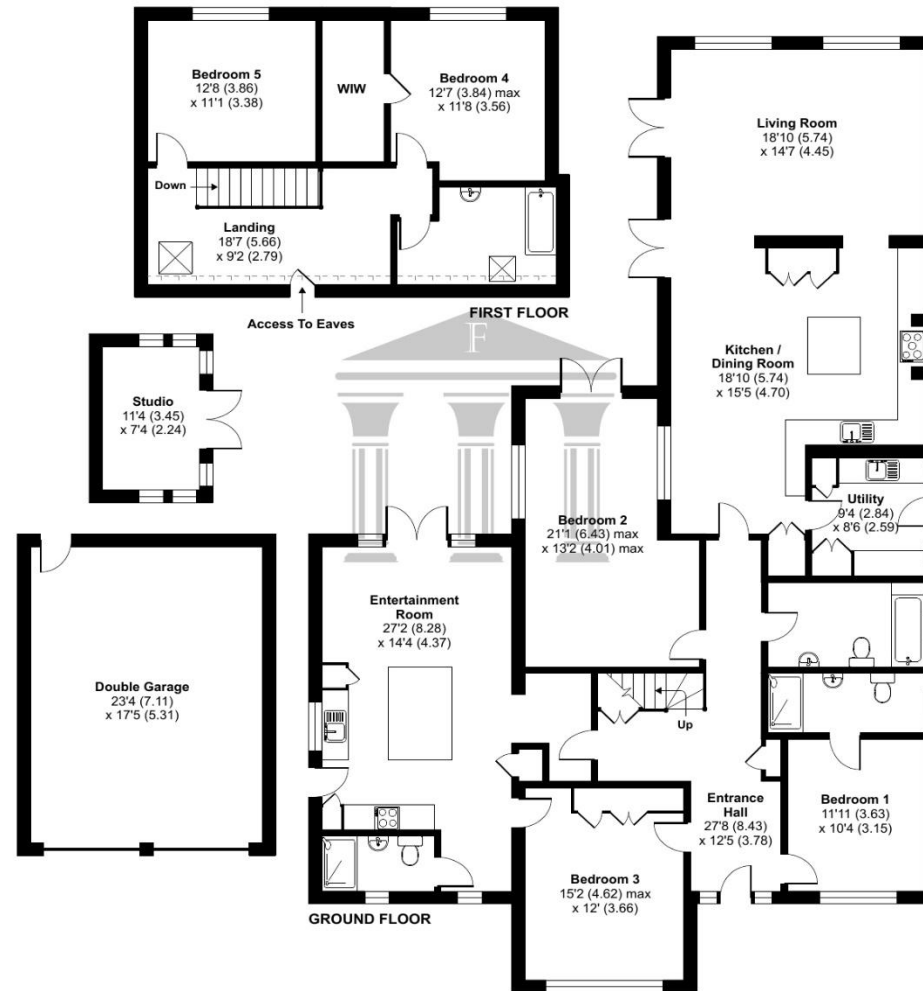 Bedroom 5
12'8 (3.86)
x 11'1 (3.38)
WIW
Bedroom 4
12'7 (3.84) max
x 11'8 (3.56)
Down
Landing
18'7 (5.66)
x 9'2 (2.79)
Access To Eaves
FIRST FLOOR
Living Room
18'10 (5.74)
x 14'7 (4.45)
F
Kitchen /
Dining Room
18'10 (5.74)
x 15'5 (4.70)
Studio
11'4 (3.45)
x 7'4 (2.24)
Utility
9'4 (2.84)
x 8'6 (2.59)
Bedroom 2
21'1 (6.43) max
x 13'2 (4.01) max
Entertainment
Room
27'2 (8.28)
x 14'4 (4.37)
Double Garage
23'4 (7.11)
x 17'5 (5.31)
Up
Entrance
Hall
27'8 (8.43)
x 12'5 (3.78)
Bedroom 1
11'11 (3.63)
x 10'4 (3.15)
Bedroom 3
15'2 (4.62) max
x 12' (3.66)
GROUND FLOOR